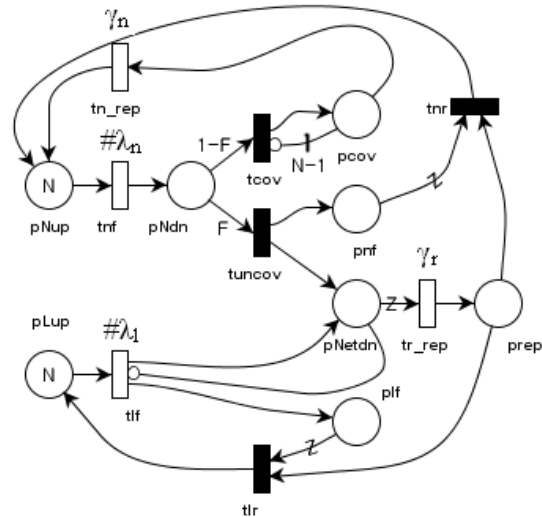 γn
tn_rep
tnr
1-F
N-1
pcov
tcov
#λn
N
pNup
tnf
pNdn
F
z
pnf
tuncov
γr
pLup
#λl
z
pNetdn
tr_rep
prep
N
tlf
plf
z
tlr